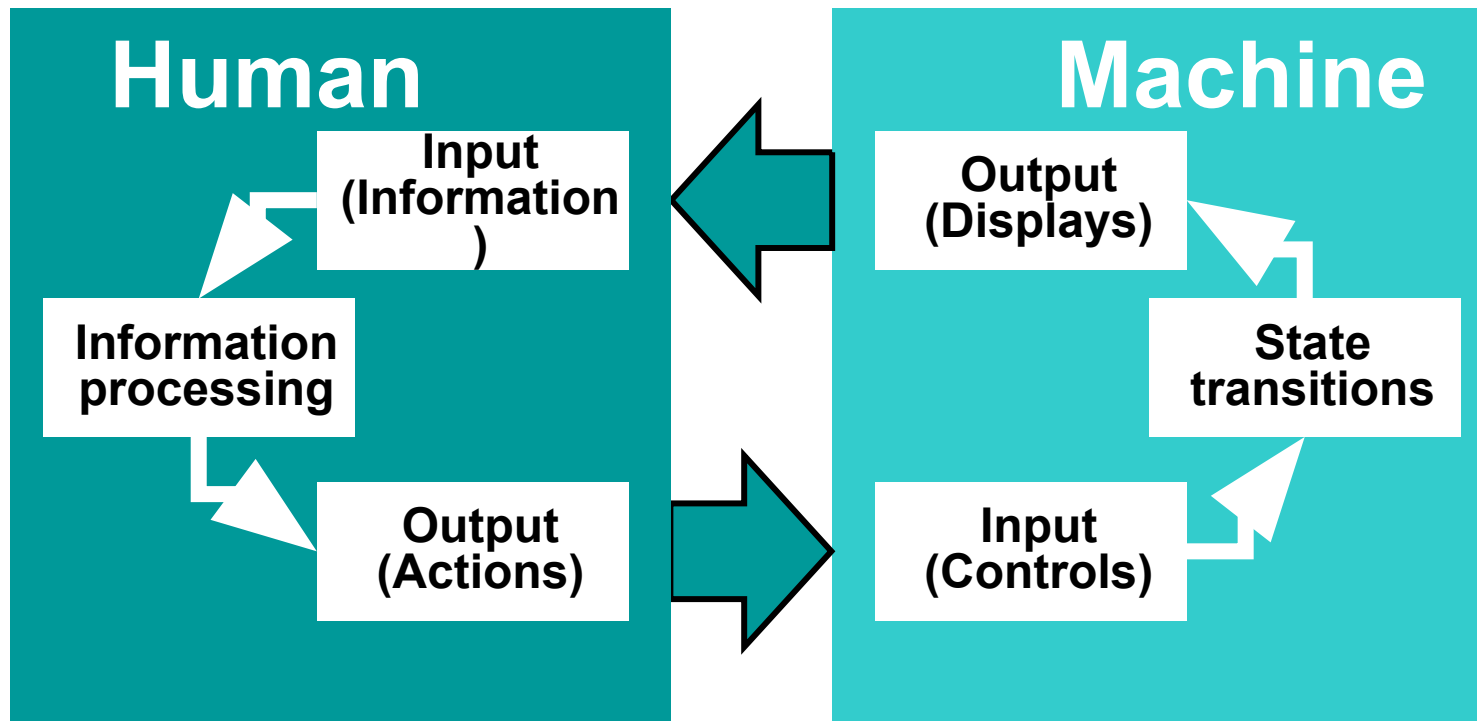 Human
Input
(Information
)
Information
processing
Output
(Actions)
Machine
Output
(Displays)
State
transitions
Input
(Controls)